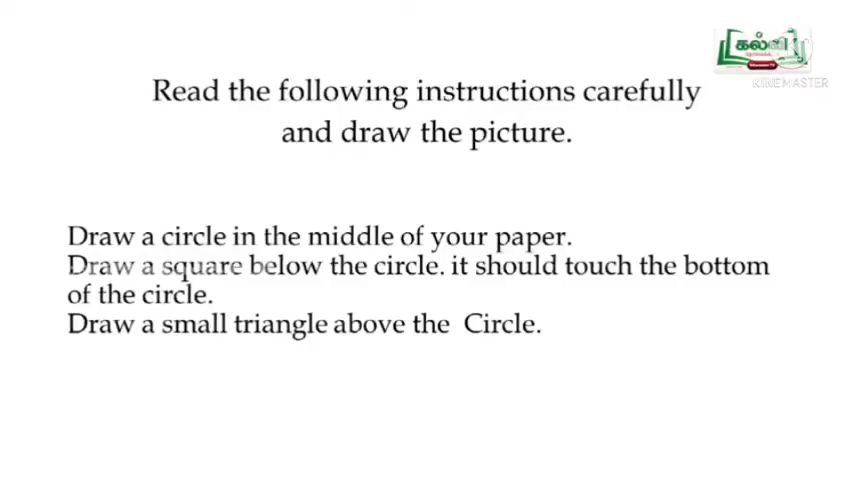 கல்வி
KINEMASTER
Read the following instructions carefully
and draw the picture.
Draw a circle in the middle of your paper.
Draw a square below the circle. it should touch the bottom
of the circle.
Draw a small triangle above the Circle.